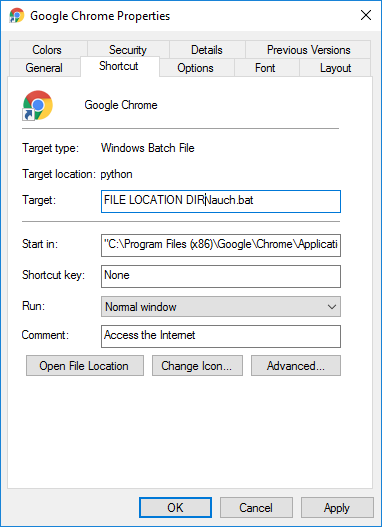 Google Chrome Properties
Colors Security Details Previous Versions
General Shortcut Options Font Layout
Google Chrome
Target type: Windows Batch File
Target location: python
Target: FILE LOCATION DIR\lauch.bat
Start in: "C:\Program Files (x86)\Google\Chrome\Applicati
Shortcut key: None
Run: Normal window
Comment: Access the Internet
Open File Location Change Icon... Advanced...
OK Cancel Apply